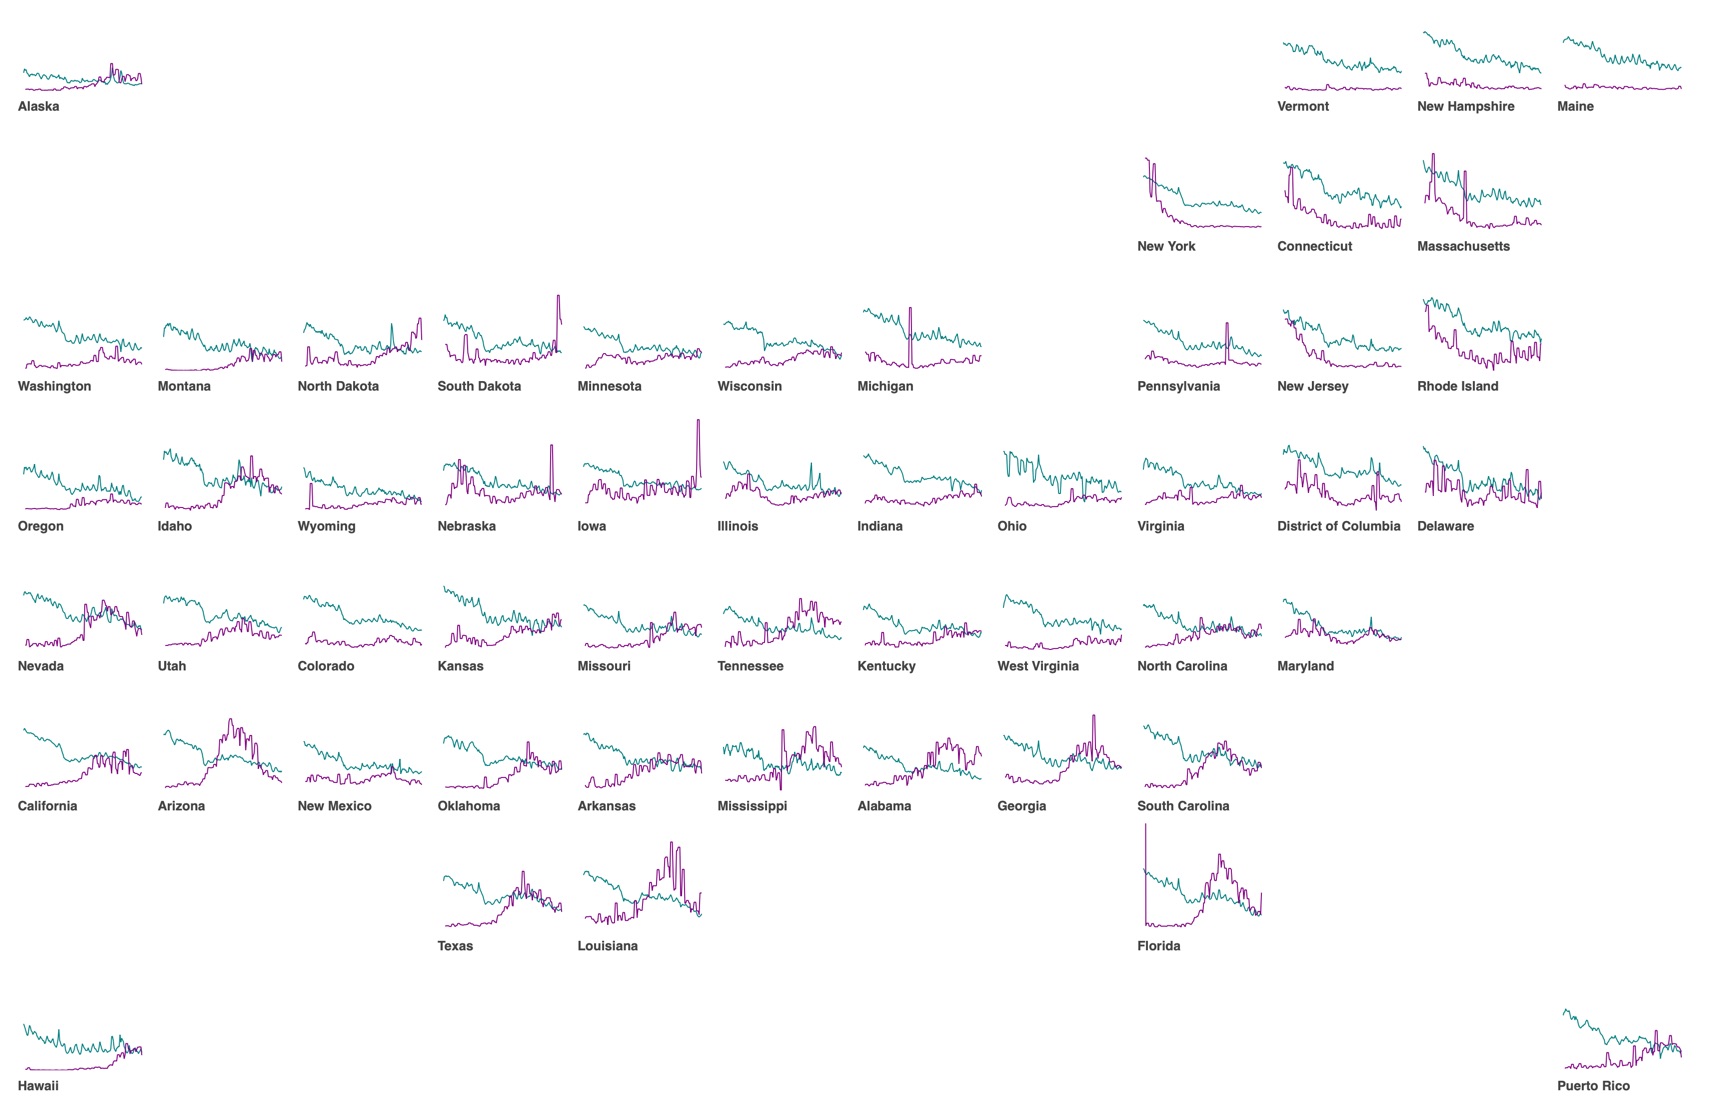 Alaska
Vermont
New Hampshire
Maine
New York
Connecticut
Massachusetts
Washington
Montana
North Dakota
South Dakota
Minnesota
Wisconsin
Michigan
Pennsylvania
New Jersey
Rhode Island
Oregon
Idaho
Wyoming
Nebraska
Iowa
Illinois
Indiana
Ohio
Virginia
District of Columbia
Delaware
Nevada
Utah
Colorado
Kansas
Missouri
Tennessee
Kentucky
West Virginia
North Carolina
Maryland
California
Arizona
New Mexico
Oklahoma
Arkansas
Mississippi
Alabama
Georgia
South Carolina
Texas
Louisiana
Florida
Hawaii
Puerto Rico